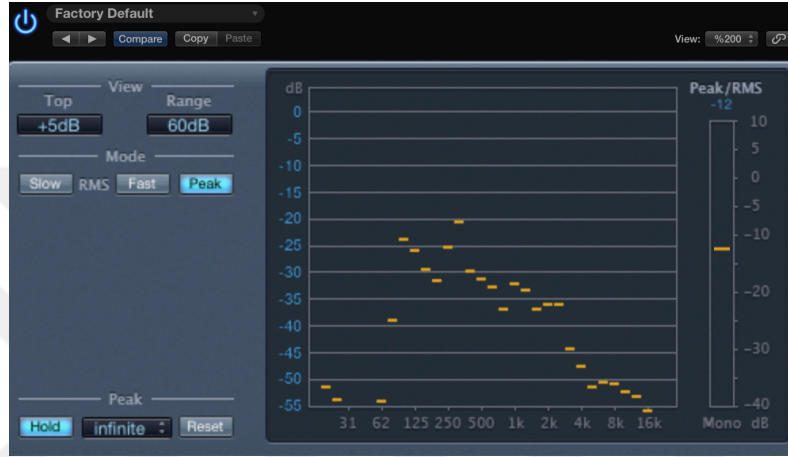 Factory Default
Compare Copy Paste
View: %200
View
Top Range
+5dB 60dB
Mode
Slow RMS Fast Peak
Peak
Hold infinite Reset
dB
0
-5
-10
-15
-20
-25
-30
-35
-40
-45
-50
-55
31 62 125 250 500 1k 2k 4k 8k 16k
Peak/RMS
-12
10
5
0
-5
-10
-20
-30
-40
Mono dB